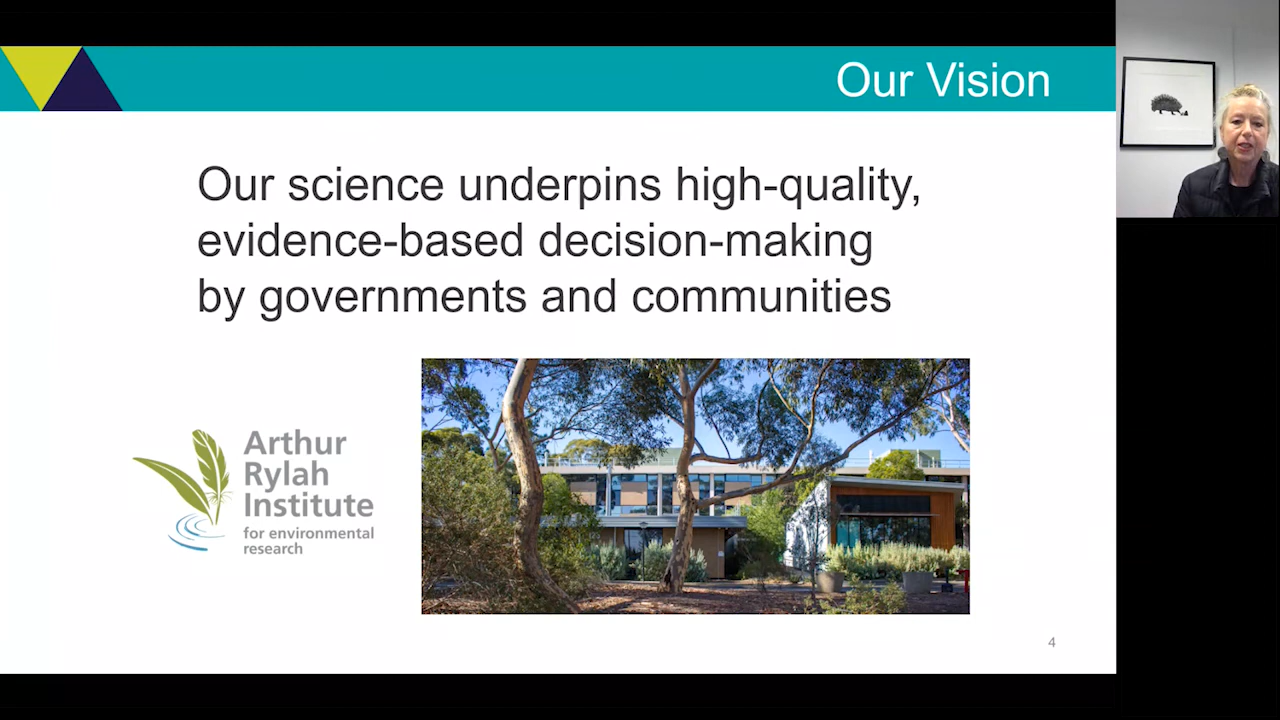 Our Vision
Our science underpins high-quality,
evidence-based decision-making
by governments and communities
Arthur
Rylah
Institute
for environmental
research
4